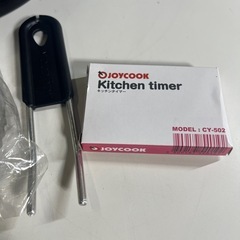 JOYCOOK
Kitchen timer
キッチンタイマー
MODEL : CY-502
JOYCOOK